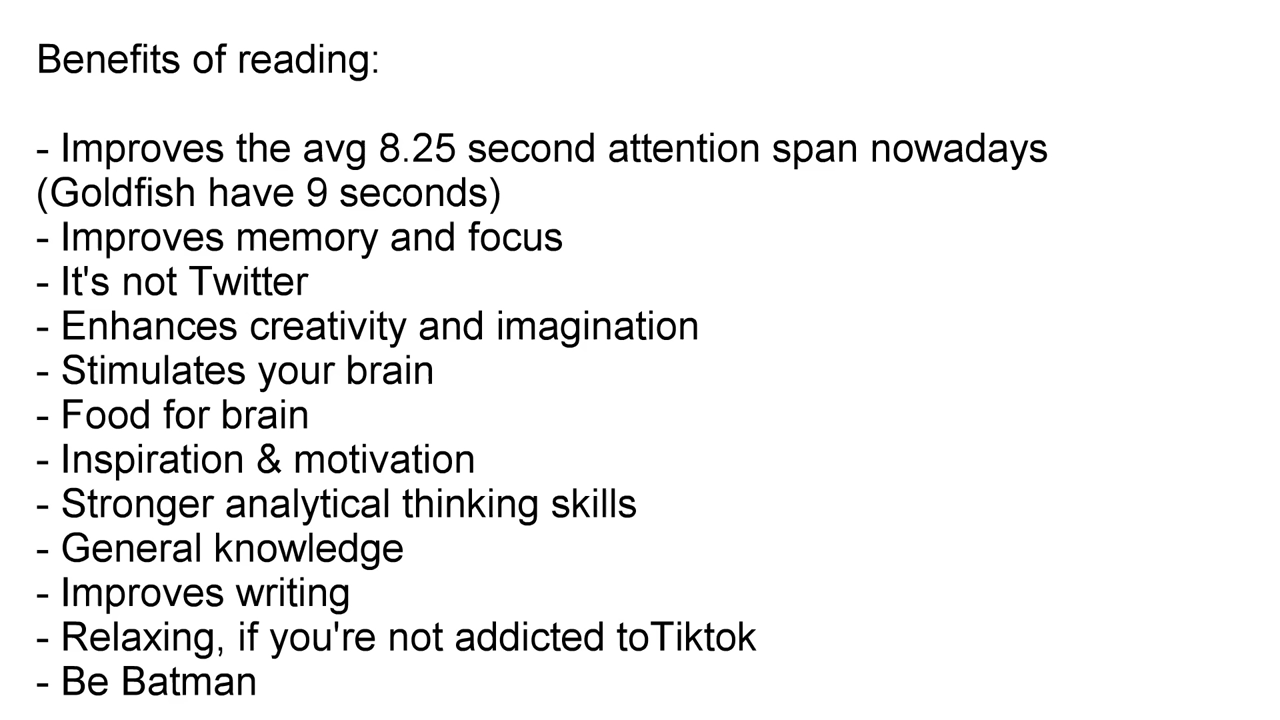 Benefits of reading:
- Improves the avg 8.25 second attention span nowadays
(Goldfish have 9 seconds)
- Improves memory and focus
- It's not Twitter
- Enhances creativity and imagination
- Stimulates your brain
- Food for brain
- Inspiration & motivation
- Stronger analytical thinking skills
- General knowledge
- Improves writing
- Relaxing, if you're not addicted toTiktok
- Be Batman